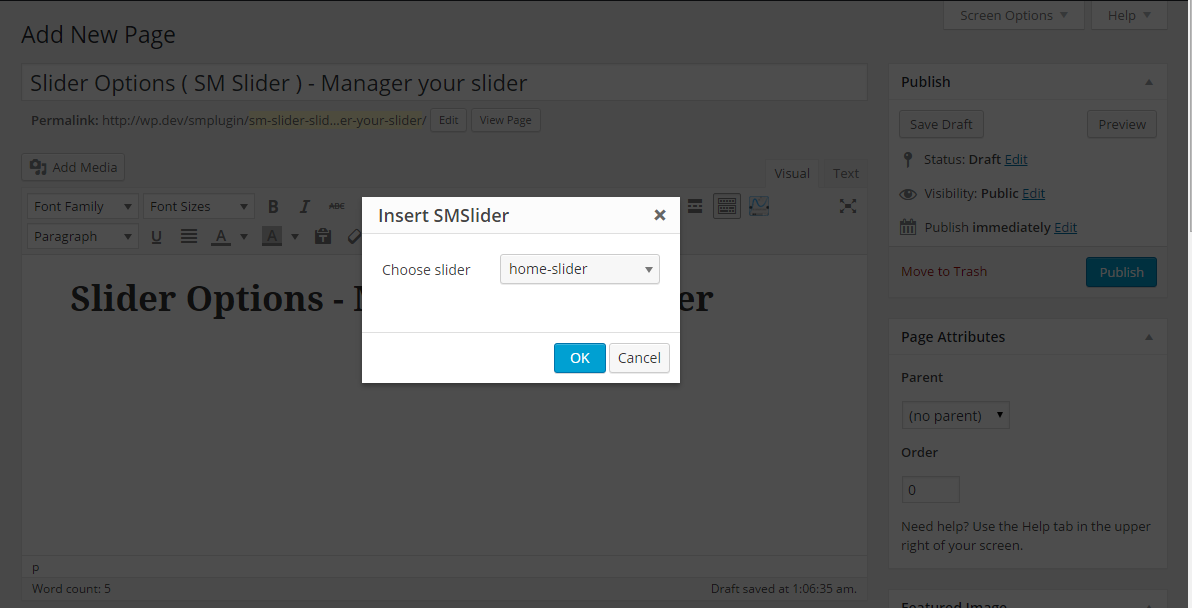 Screen Options Help
Add New Page
Slider Options ( SM Slider ) - Manager your slider
Permalink: http://wp.dev/smplugin/sm-slider-slid...er-your-slider/ Edit View Page
Add Media
Visual Text
Font Family Font Sizes B I ABC
Paragraph U A A
Slider Options - M er
Insert SMSlider ×
Choose slider home-slider
OK Cancel
P
Word count: 5 Draft saved at 1:06:35 am.
Publish
Save Draft Preview
Status: Draft Edit
Visibility: Public Edit
Publish immediately Edit
Move to Trash Publish
Page Attributes
Parent
(no parent)
Order
0
Need help? Use the Help tab in the upper
right of your screen.
Featured Image